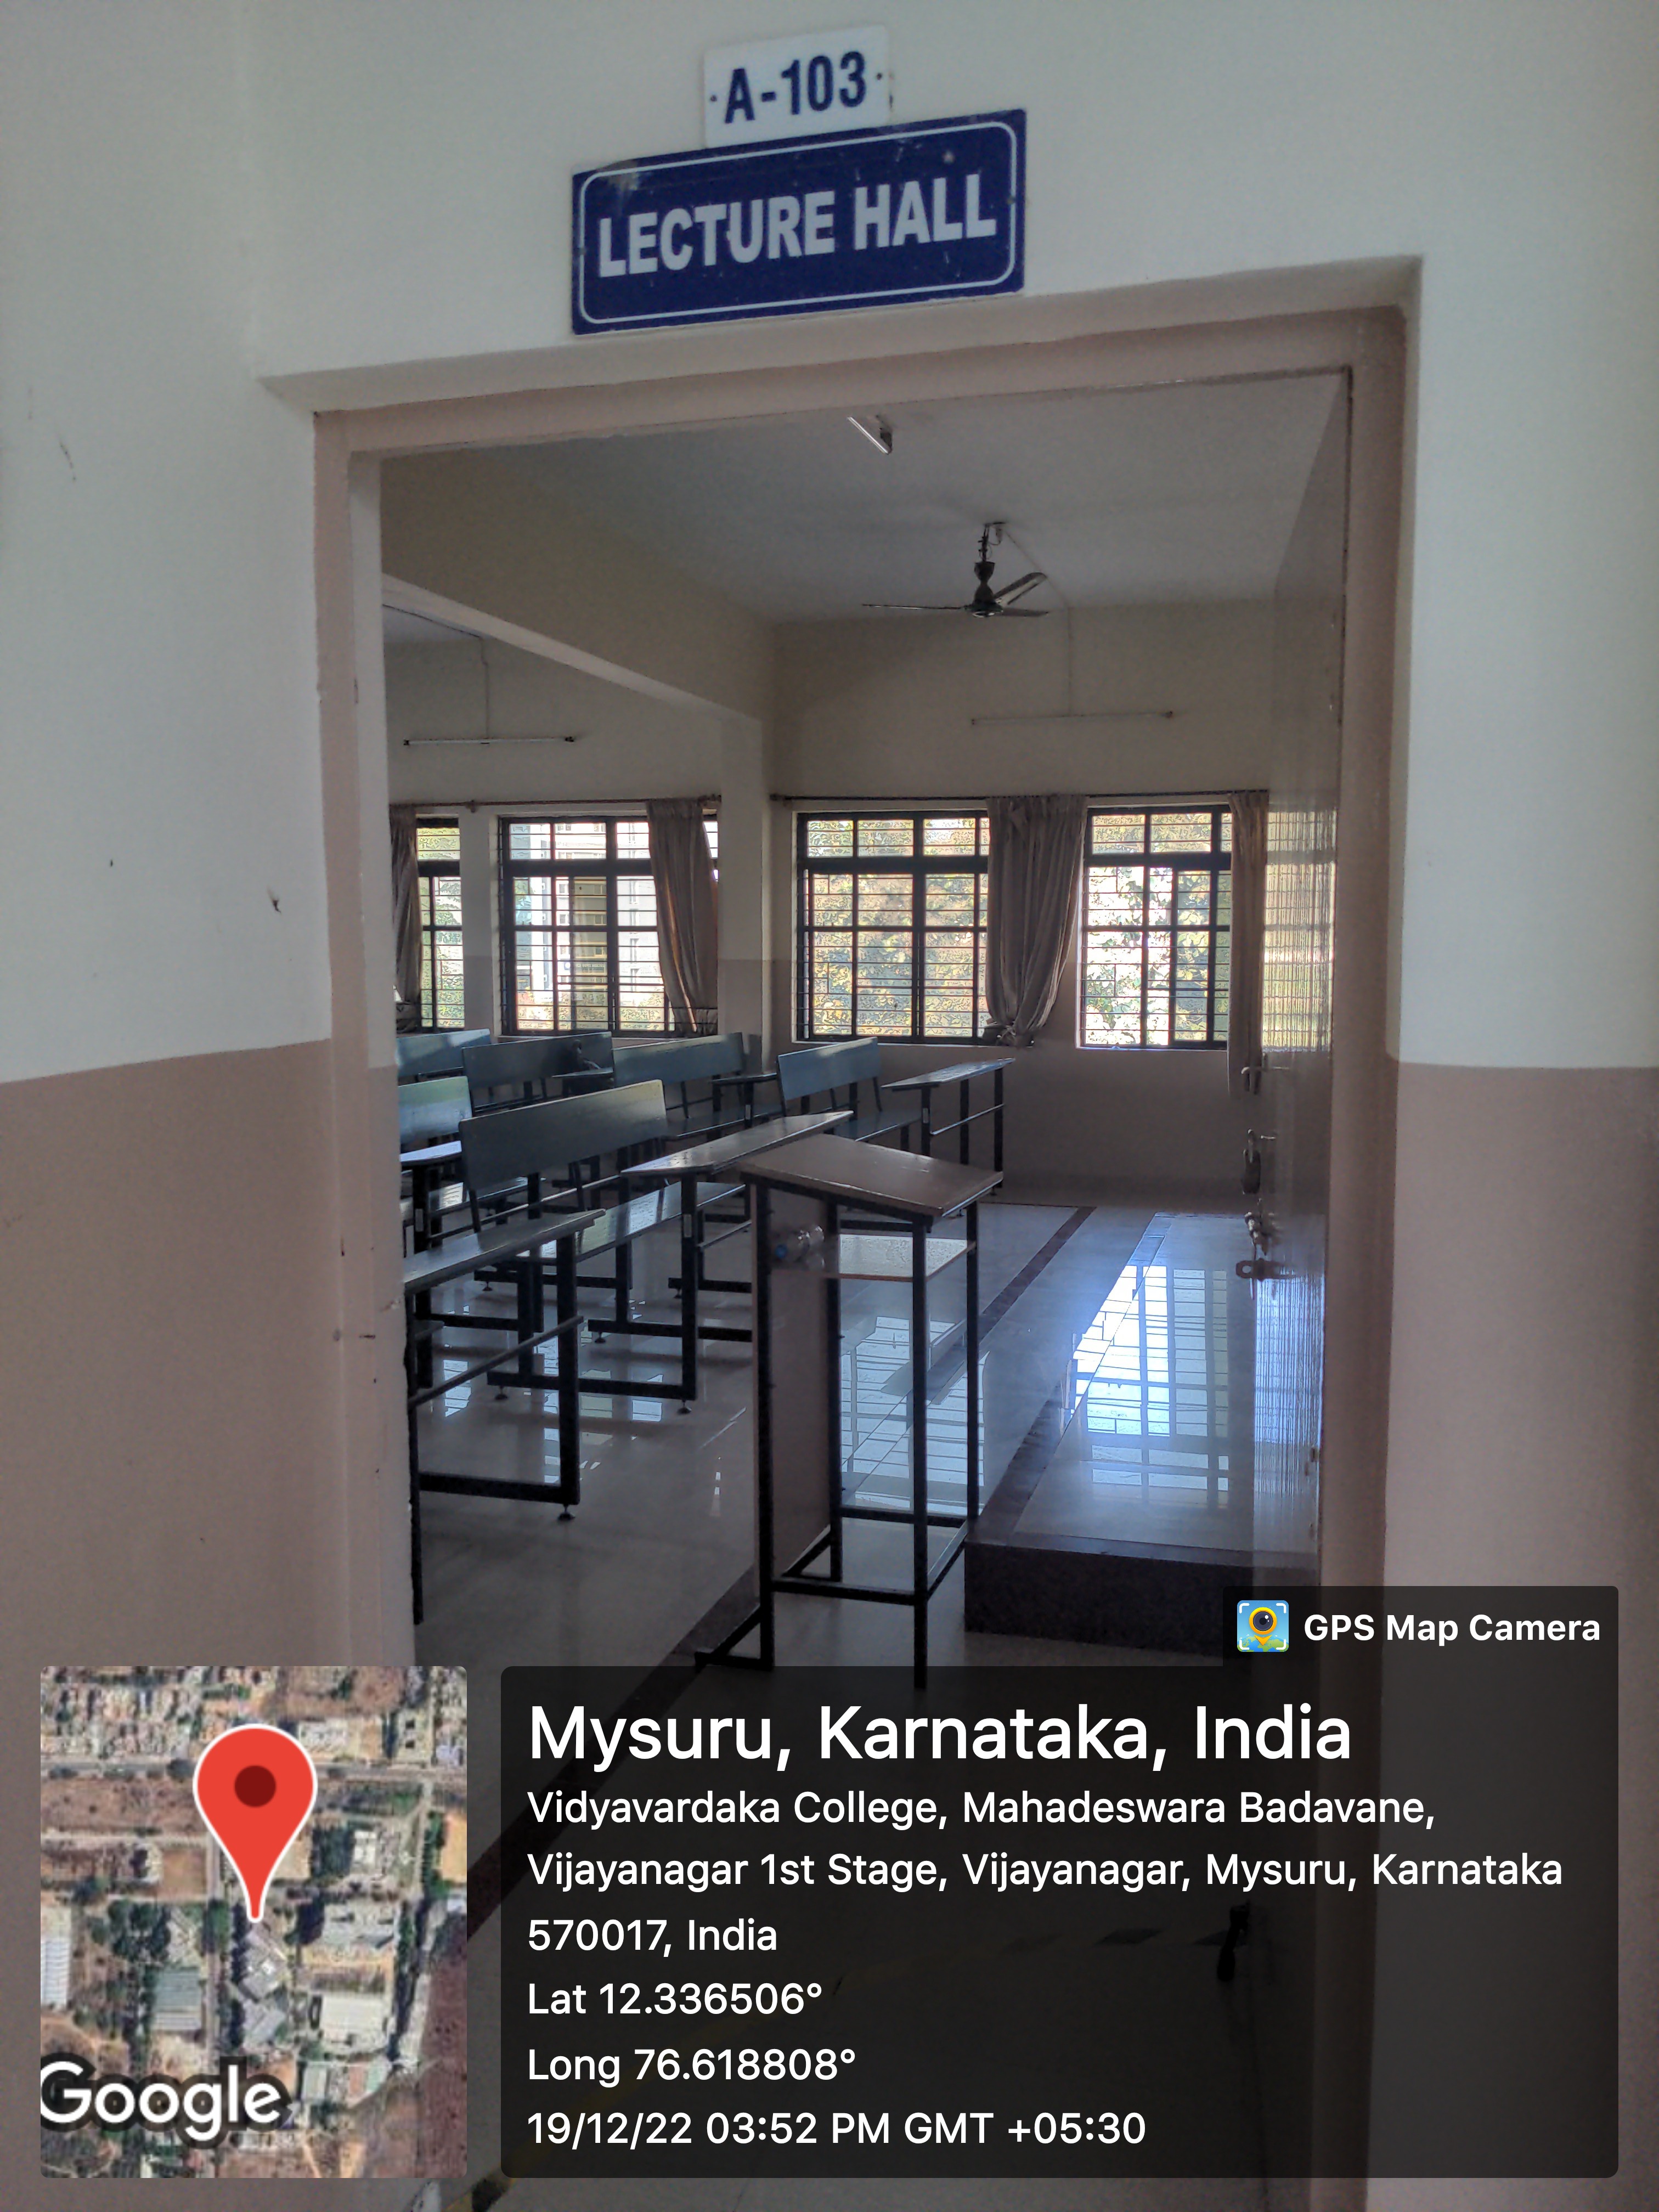 A-103
LECTURE HALL
GPS Map Camera
Mysuru, Karnataka, India
Vidyavardaka College, Mahadeswara Badavane,
Vijayanagar 1st Stage, Vijayanagar, Mysuru, Karnataka
570017, India
Lat 12.336506°
Long 76.618808°
19/12/22 03:52 PM GMT +05:30
Google